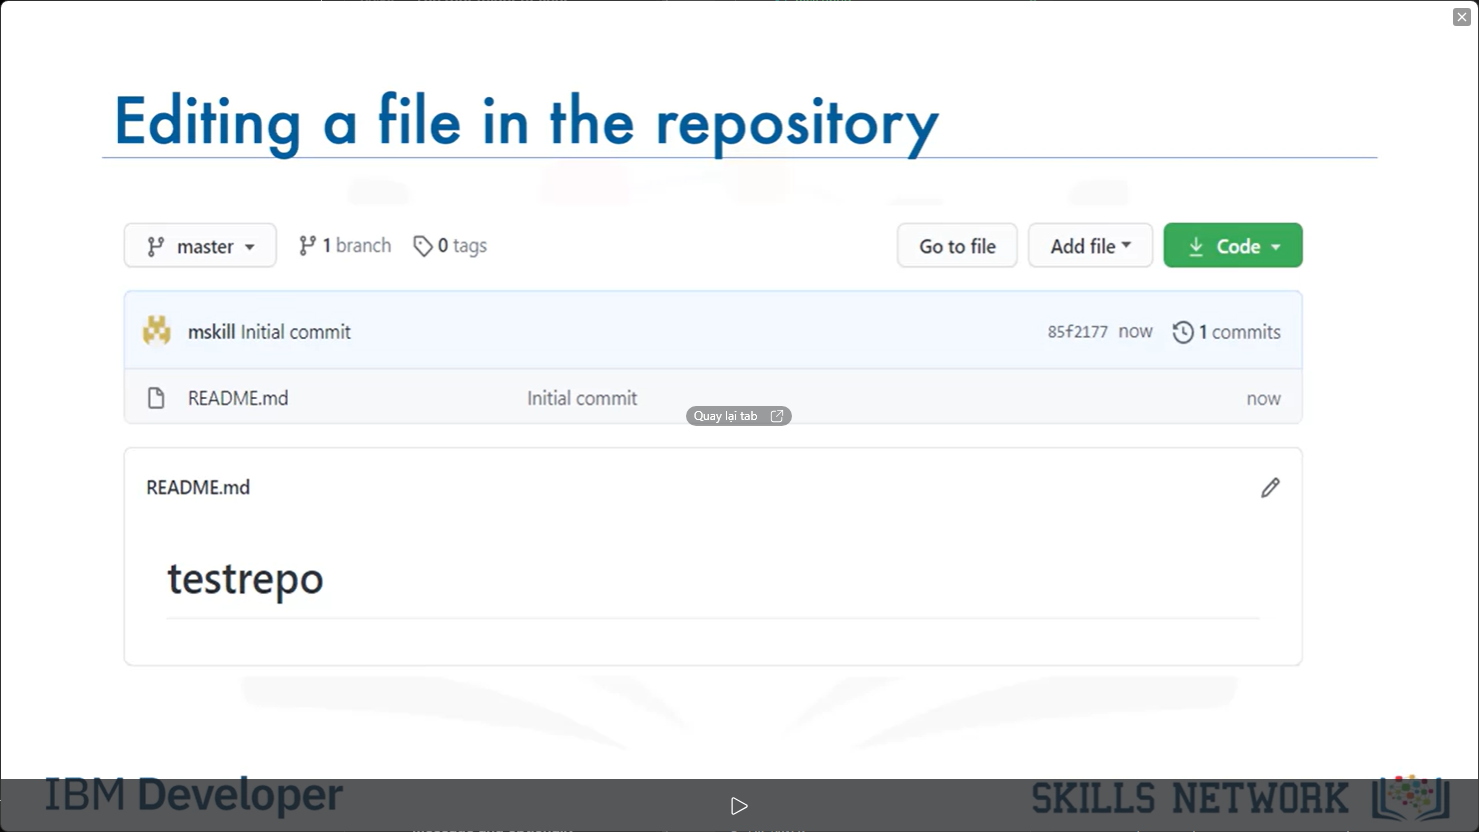 Editing a file in the repository
master 1 branch 0 tags Go to file Add file Code
mskill Initial commit 85f2177 now 1 commits
README.md Initial commit now
Quay lại tab
README.md
testrepo
IBM Developer SKILLS NETWORK